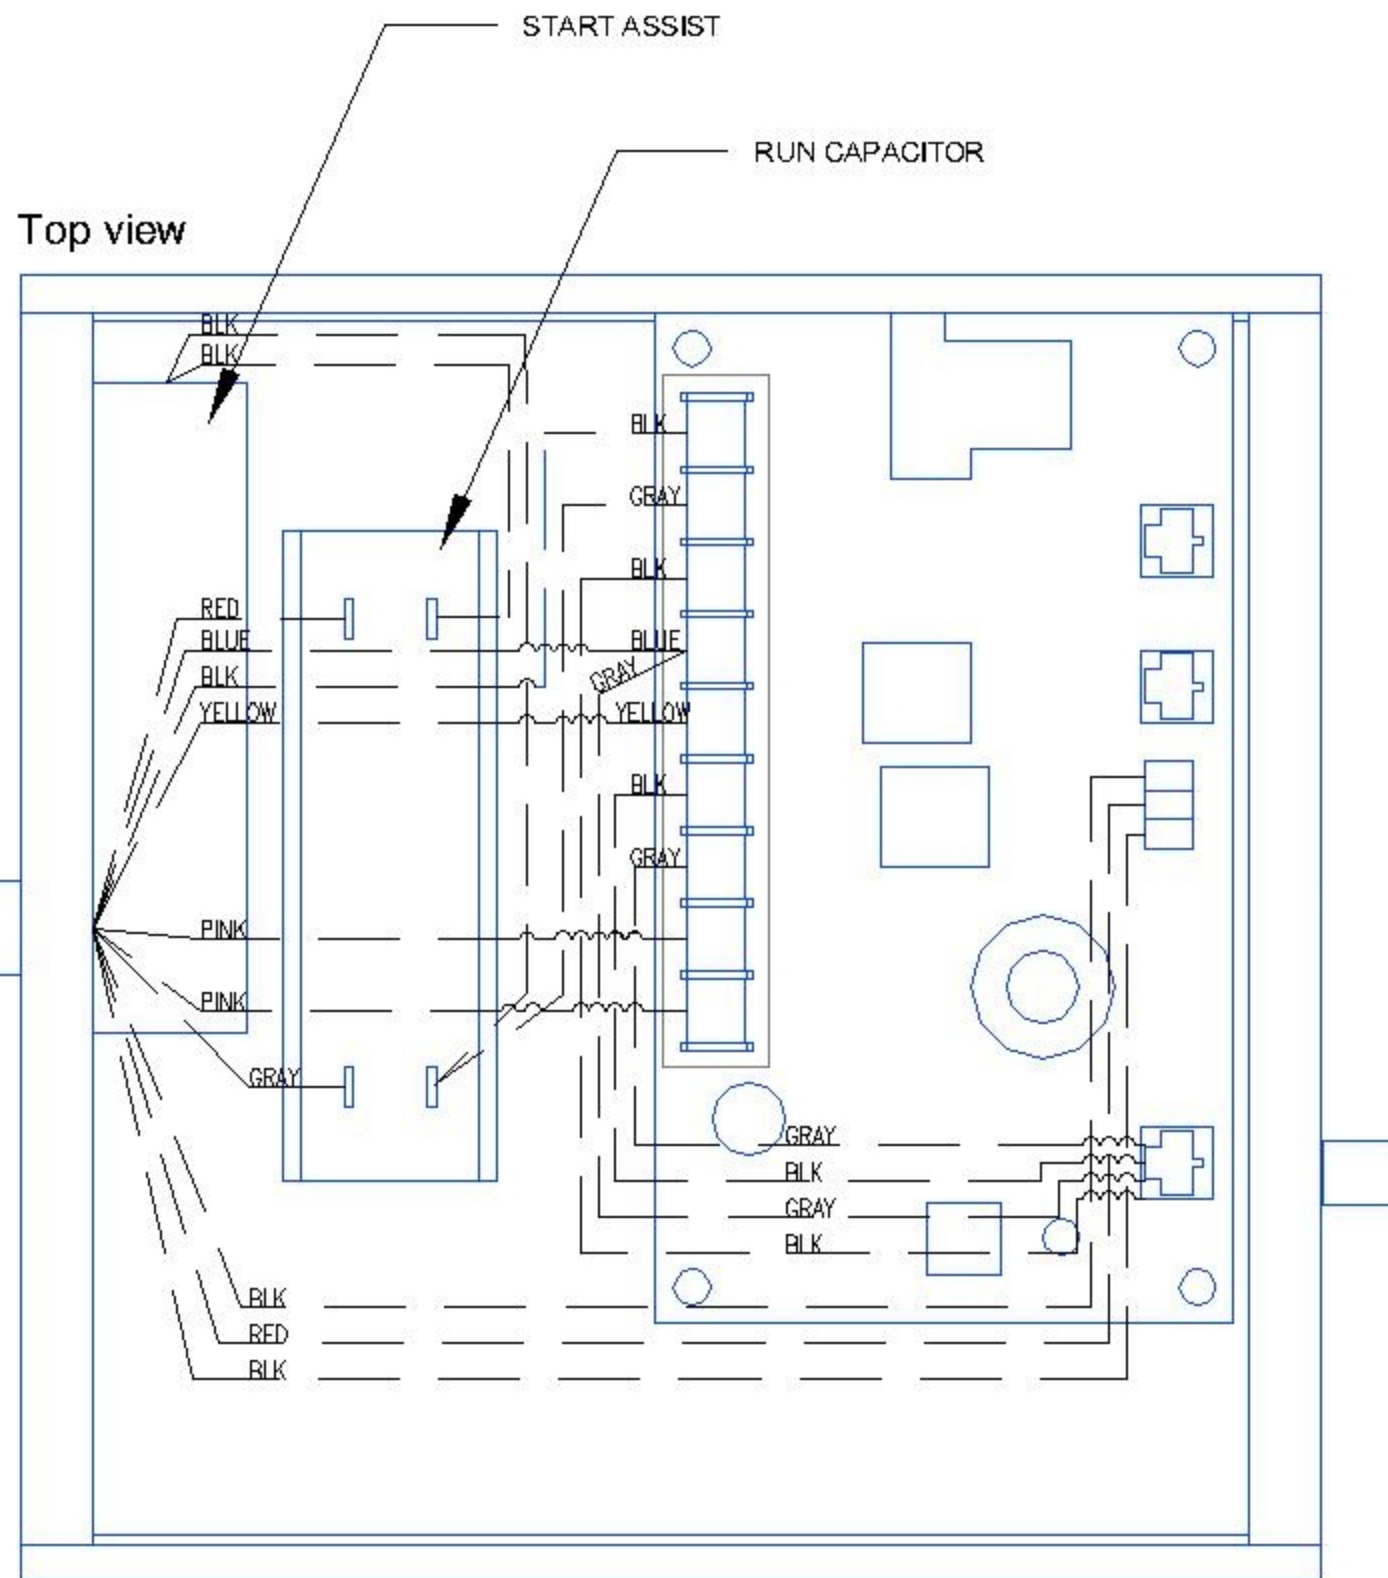 START ASSIST
RUN CAPACITOR
Top view
BLK
BLK
BLK
GRAY
BLK
RED
BLUE
BLUE
GRAY
BLK
YELLOW
YELLOW
BLK
GRAY
PINK
PINK
GRAY
GRAY
BLK
GRAY
BLK
BLK
RED
BLK